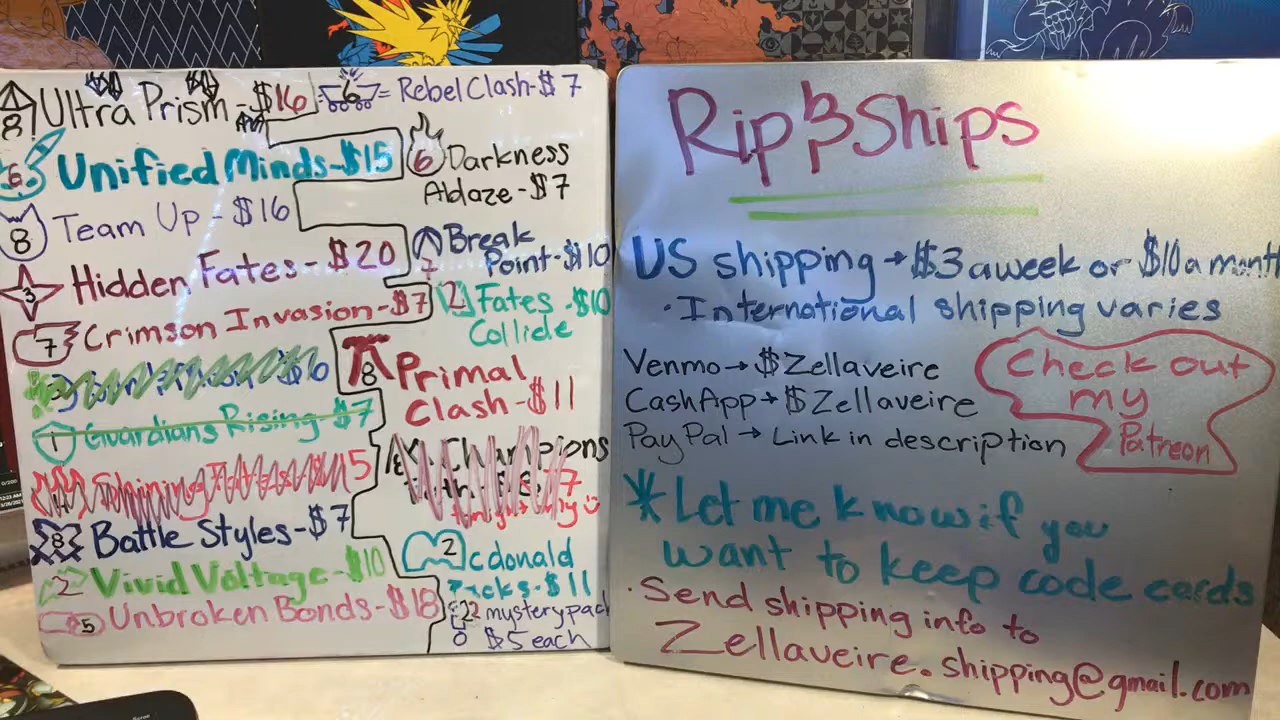 8 Ultra Prism - $16
6 Unified Minds - $15
8 Team Up - $16
3 Hidden Fates - $20
7 Crimson Invasion - $7
$6
1 Guardians Rising $7
Shining 5
8 Battle Styles - $7
2 Vivid Voltage - $10
5 Unbroken Bonds - $18
6 = Rebel Clash - $7
6 Darkness
Ablaze - $7
7 Break
Point - $10
2 Fates - $10
Collide
8 Primal
Clash - $11
Champions
7
2 cdonald
Packs - $11
22 mystery pack
$5 each
Rip & Ships
US shipping → $3 a week or $10 a month
· International shipping varies
Venmo → $Zellaveire
CashApp → $Zellaveire
PayPal → Link in description
Check out
my
Patreon
* Let me know if you
want to keep code cards
· Send shipping info to
Zellaveire.shipping@gmail.com